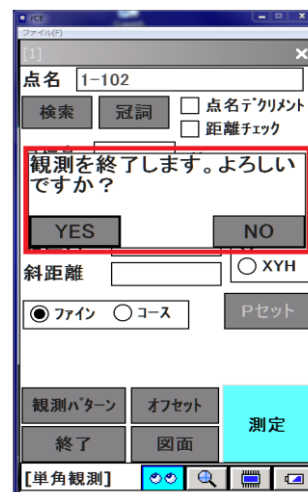 rCE
ファイル(F)
[1]
点名 1-102
検索 冠詞 点名デクリメント
距離チェック
観測を終了します。よろしい
ですか？
YES NO
斜距離 XYH
ファイン コース Pセット
観測パターン オフセット
測定
終了 図面
[単角観測]